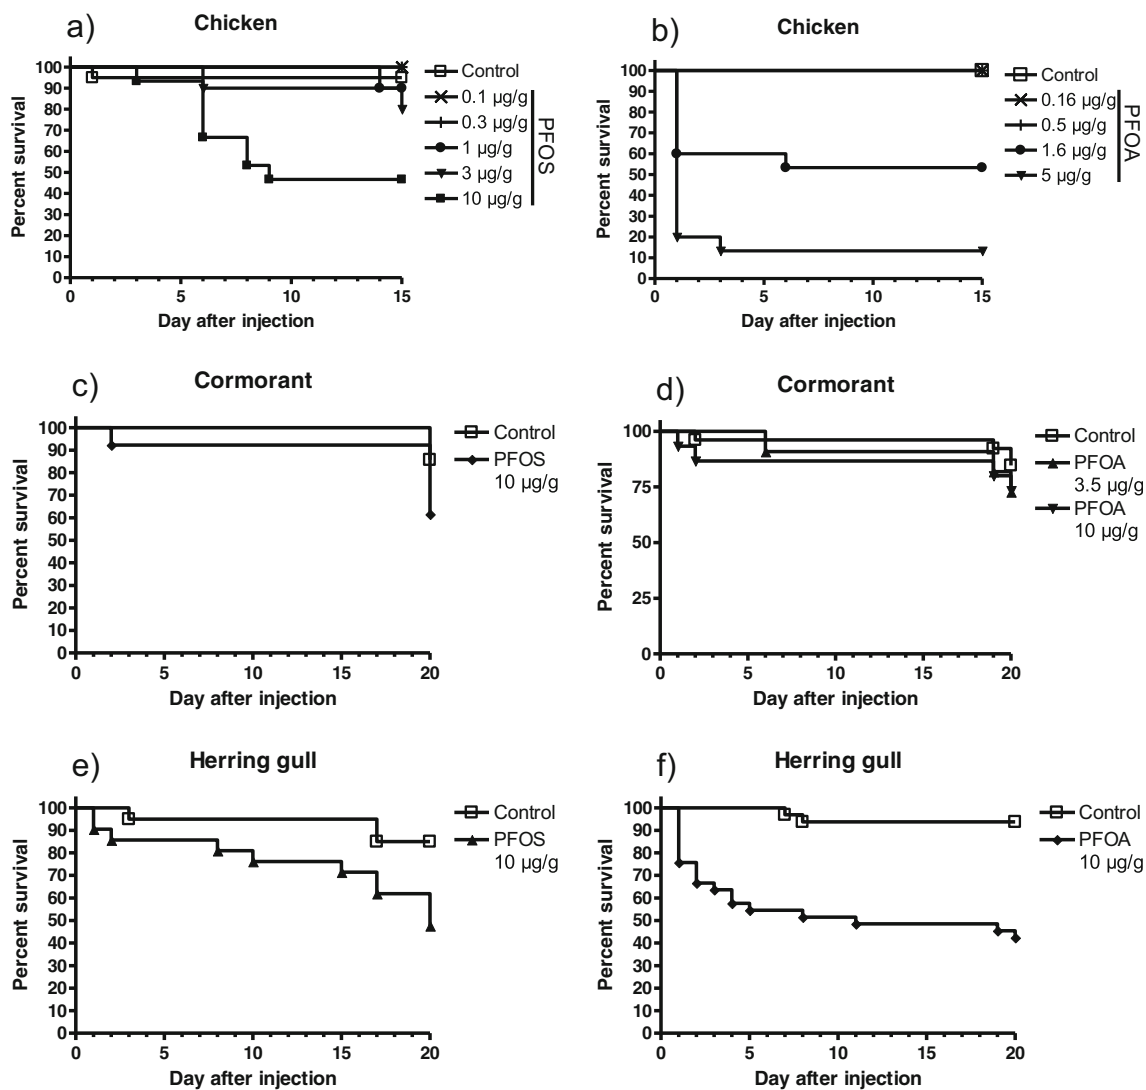 a)
Chicken
Percent survival
100
90
80
70
60
50
40
30
20
10
0
0 5 10 15
Day after injection
Control
0.1 µg/g
0.3 µg/g
1 µg/g
3 µg/g
10 µg/g
PFOS
b)
Chicken
Percent survival
100
90
80
70
60
50
40
30
20
10
0
0 5 10 15
Day after injection
Control
0.16 µg/g
0.5 µg/g
1.6 µg/g
5 µg/g
PFOA
c)
Cormorant
Percent survival
100
90
80
70
60
50
40
30
20
10
0
0 5 10 15 20
Day after injection
Control
PFOS
10 µg/g
d)
Cormorant
Percent survival
100
75
50
25
0
0 5 10 15 20
Day after injection
Control
PFOA
3.5 µg/g
PFOA
10 µg/g
e)
Herring gull
Percent survival
100
90
80
70
60
50
40
30
20
10
0
0 5 10 15 20
Day after injection
Control
PFOS
10 µg/g
f)
Herring gull
Percent survival
100
90
80
70
60
50
40
30
20
10
0
0 5 10 15 20
Day after injection
Control
PFOA
10 µg/g